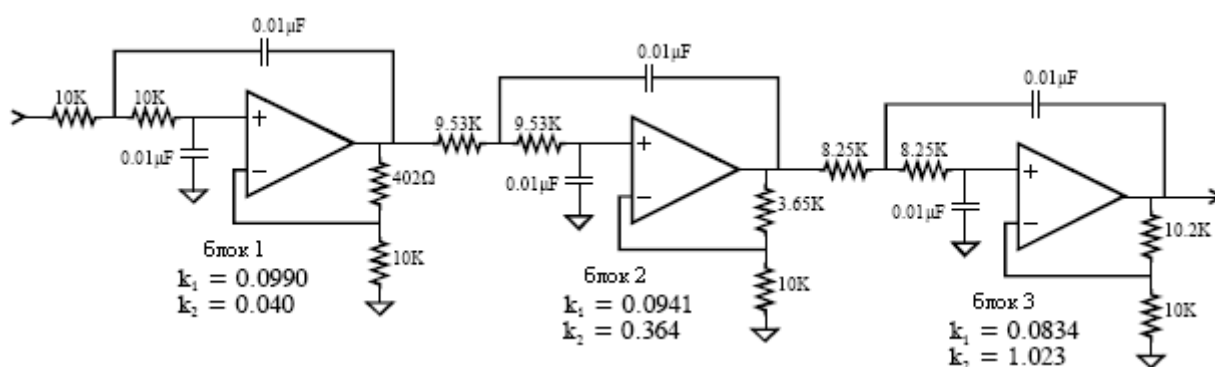 0.01µF
10K
10K
0.01µF
402Ω
10K
блок 1
k₁ = 0.0990
k₂ = 0.040
0.01µF
9.53K
9.53K
0.01µF
3.65K
10K
блок 2
k₁ = 0.0941
k₂ = 0.364
0.01µF
8.25K
8.25K
0.01µF
10.2K
10K
блок 3
k₁ = 0.0834
k₂ = 1.023